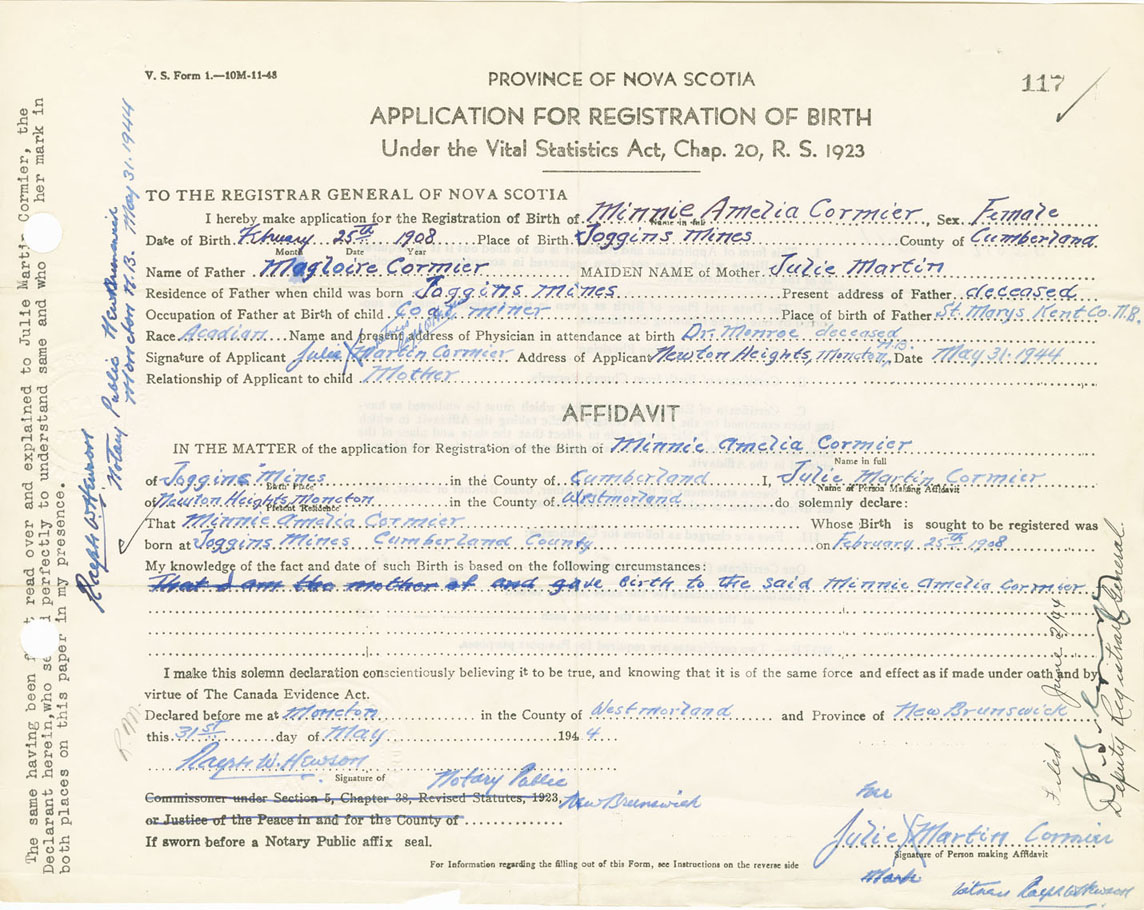 V. S. Form 1.—10M-11-43
PROVINCE OF NOVA SCOTIA
117
APPLICATION FOR REGISTRATION OF BIRTH
Under the Vital Statistics Act, Chap. 20, R. S. 1923
TO THE REGISTRAR GENERAL OF NOVA SCOTIA
I hereby make application for the Registration of Birth of Minnie Amelia Cormier, Sex Female
Name in full
Date of Birth February 25th 1908 Place of Birth Joggins Mines County of Cumberland
Month Date Year
Name of Father Magloire Cormier MAIDEN NAME of Mother Julie Martin
Residence of Father when child was born Joggins Mines Present address of Father deceased
Occupation of Father at Birth of child Coal miner Place of birth of Father St. Marys Kent Co. N.B.
Race Acadian Name and present address of Physician in attendance at birth Dr. Monroe deceased
Signature of Applicant Julie X Martin Cormier Address of Applicant Newton Heights, Moncton, N.B. Date May 31. 1944
Relationship of Applicant to child Mother
AFFIDAVIT
IN THE MATTER of the application for Registration of the Birth of Minnie Amelia Cormier
Name in full
of Joggins Mines in the County of Cumberland I, Julie Martin Cormier
Birth Place Name of Person Making Affidavit
of Newton Heights Moncton in the County of Westmorland do solemnly declare:
Present Residence
That Minnie Amelia Cormier Whose Birth is sought to be registered was
born at Joggins Mines Cumberland County on February 25th 1908
My knowledge of the fact and date of such Birth is based on the following circumstances:
That I am the mother of and gave birth to the said Minnie Amelia Cormier
I make this solemn declaration conscientiously believing it to be true, and knowing that it is of the same force and effect as if made under oath and by
virtue of The Canada Evidence Act.
Declared before me at Moncton in the County of Westmorland and Province of New Brunswick
this 31st day of May 1944.
Ralph W. Hewson
Signature of Notary Public
Commissioner under Section 5, Chapter 38, Revised Statutes, 1923, New Brunswick
or Justice of the Peace in and for the County of
If sworn before a Notary Public affix seal.
Julie X Martin Cormier
Signature of Person making Affidavit
Mark
Witness Ralph W Hewson
For Information regarding the filling out of this Form, see Instructions on the reverse side
The same having been read over and explained to Julie Martin Cormier, the
Declarant herein, who perfectly to understand same and who her mark in
both places on this paper in my presence.
Ralph W. Hewson
Notary Public New Brunswick
Moncton N.B. May 31. 1944
Filed June 2/44
Deputy Registrar General